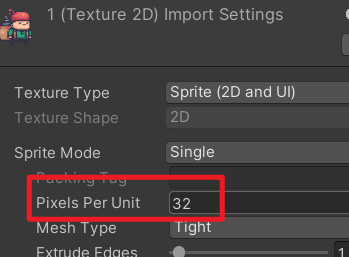 1 (Texture 2D) Import Settings
Texture Type Sprite (2D and UI)
Texture Shape 2D
Sprite Mode Single
Packing Tag
Pixels Per Unit 32
Mesh Type Tight
Extrude Edges 1